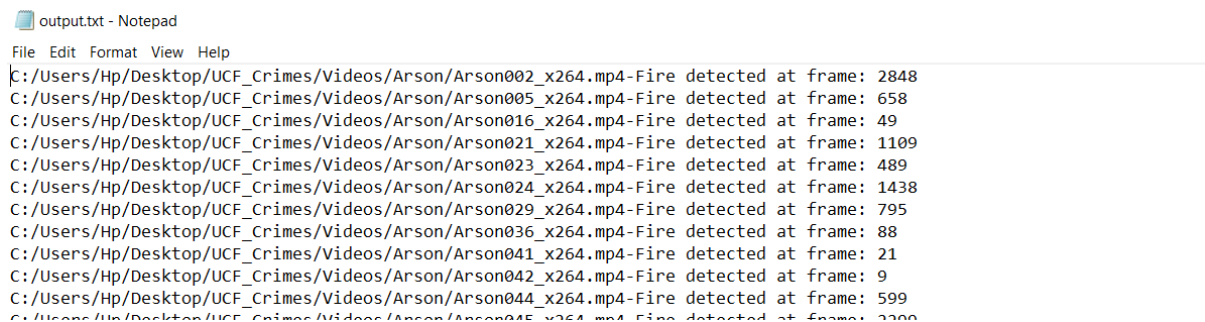 output.txt - Notepad
File Edit Format View Help
C:/Users/Hp/Desktop/UCF_Crimes/Videos/Arson/Arson002_x264.mp4-Fire detected at frame: 2848
C:/Users/Hp/Desktop/UCF_Crimes/Videos/Arson/Arson005_x264.mp4-Fire detected at frame: 658
C:/Users/Hp/Desktop/UCF_Crimes/Videos/Arson/Arson016_x264.mp4-Fire detected at frame: 49
C:/Users/Hp/Desktop/UCF_Crimes/Videos/Arson/Arson021_x264.mp4-Fire detected at frame: 1109
C:/Users/Hp/Desktop/UCF_Crimes/Videos/Arson/Arson023_x264.mp4-Fire detected at frame: 489
C:/Users/Hp/Desktop/UCF_Crimes/Videos/Arson/Arson024_x264.mp4-Fire detected at frame: 1438
C:/Users/Hp/Desktop/UCF_Crimes/Videos/Arson/Arson029_x264.mp4-Fire detected at frame: 795
C:/Users/Hp/Desktop/UCF_Crimes/Videos/Arson/Arson036_x264.mp4-Fire detected at frame: 88
C:/Users/Hp/Desktop/UCF_Crimes/Videos/Arson/Arson041_x264.mp4-Fire detected at frame: 21
C:/Users/Hp/Desktop/UCF_Crimes/Videos/Arson/Arson042_x264.mp4-Fire detected at frame: 9
C:/Users/Hp/Desktop/UCF_Crimes/Videos/Arson/Arson044_x264.mp4-Fire detected at frame: 599